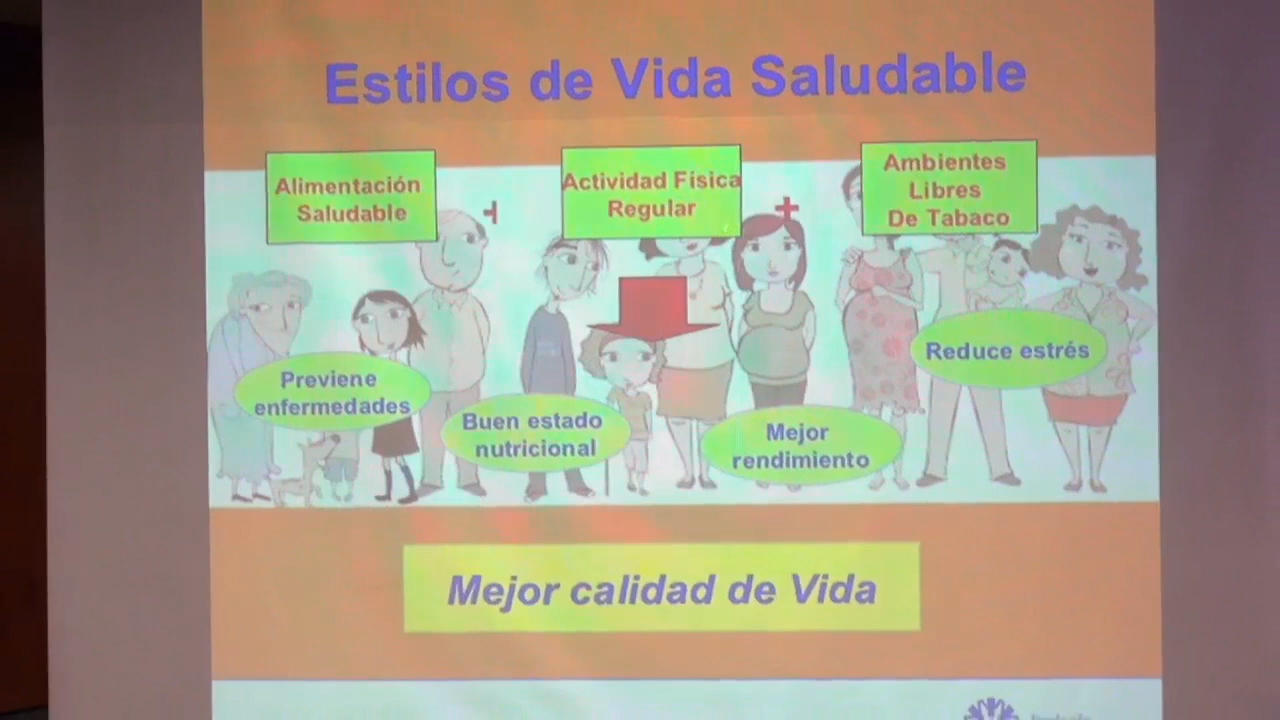 Estilos de Vida Saludable
Alimentación
Saludable
+
Actividad Física
Regular
+
Ambientes
Libres
De Tabaco
Previene
enfermedades
Buen estado
nutricional
Mejor
rendimiento
Reduce estrés
Mejor calidad de Vida